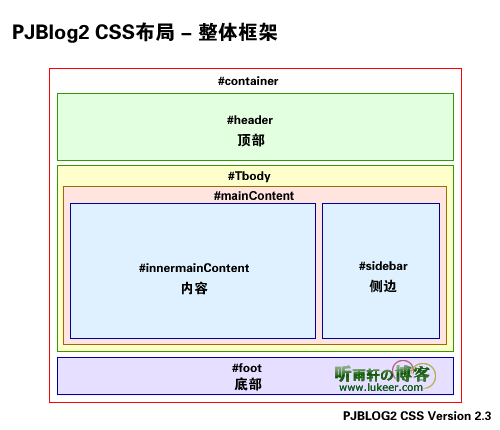 PJBlog2 CSS布局 – 整体框架
#container
#header
顶部
#Tbody
#mainContent
#innermainContent
内容
#sidebar
侧边
#foot
底部
听雨轩の博客
www.lukeer.com
PJBLOG2 CSS Version 2.3